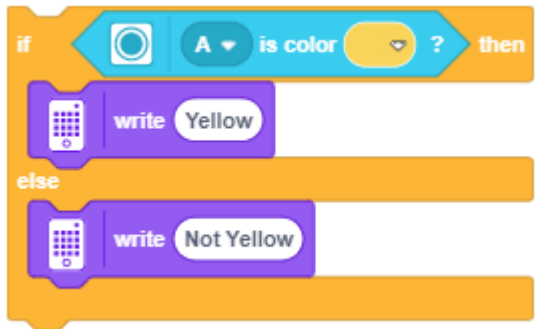 if A is color ? then
write Yellow
else
write Not Yellow